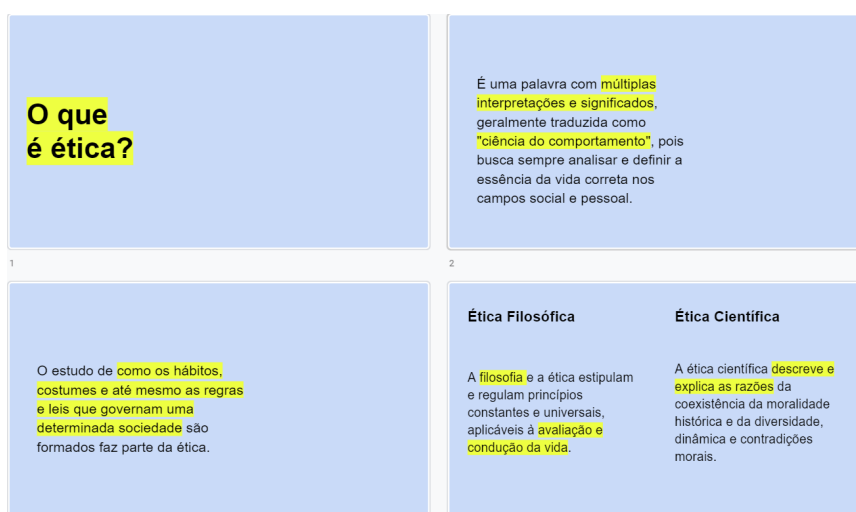 O que
é ética?
É uma palavra com múltiplas
interpretações e significados,
geralmente traduzida como
"ciência do comportamento", pois
busca sempre analisar e definir a
essência da vida correta nos
campos social e pessoal.
1
2
O estudo de como os hábitos,
costumes e até mesmo as regras
e leis que governam uma
determinada sociedade são
formados faz parte da ética.
Ética Filosófica
A filosofia e a ética estipulam
e regulam princípios
constantes e universais,
aplicáveis à avaliação e
condução da vida.
Ética Científica
A ética científica descreve e
explica as razões da
coexistência da moralidade
histórica e da diversidade,
dinâmica e contradições
morais.